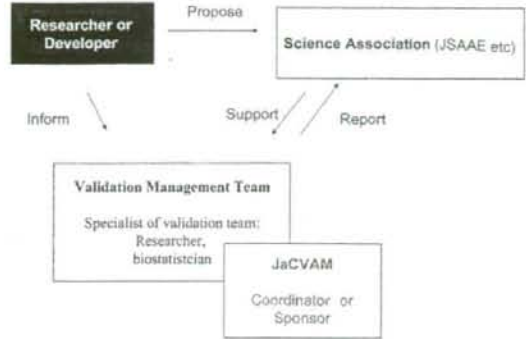 Propose
Researcher or
Developer
Science Association (JSAAE etc)
Inform
Support
Report
Validation Management Team
Specialist of validation team:
Researcher,
biostatistcian
JaCVAM
Coordinator or
Sponsor